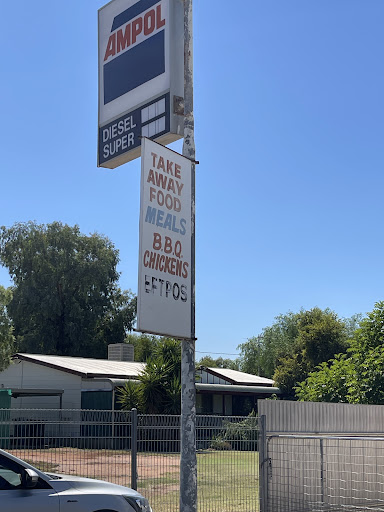 AMPOL
DIESEL
SUPER
TAKE
AWAY
FOOD
MEALS
B.B.Q
CHICKENS
EFTPOS